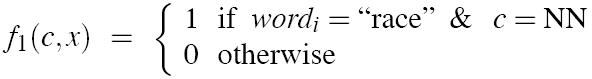 f1(c,x) = { 1 if wordi = “race” & c = NN
0 otherwise